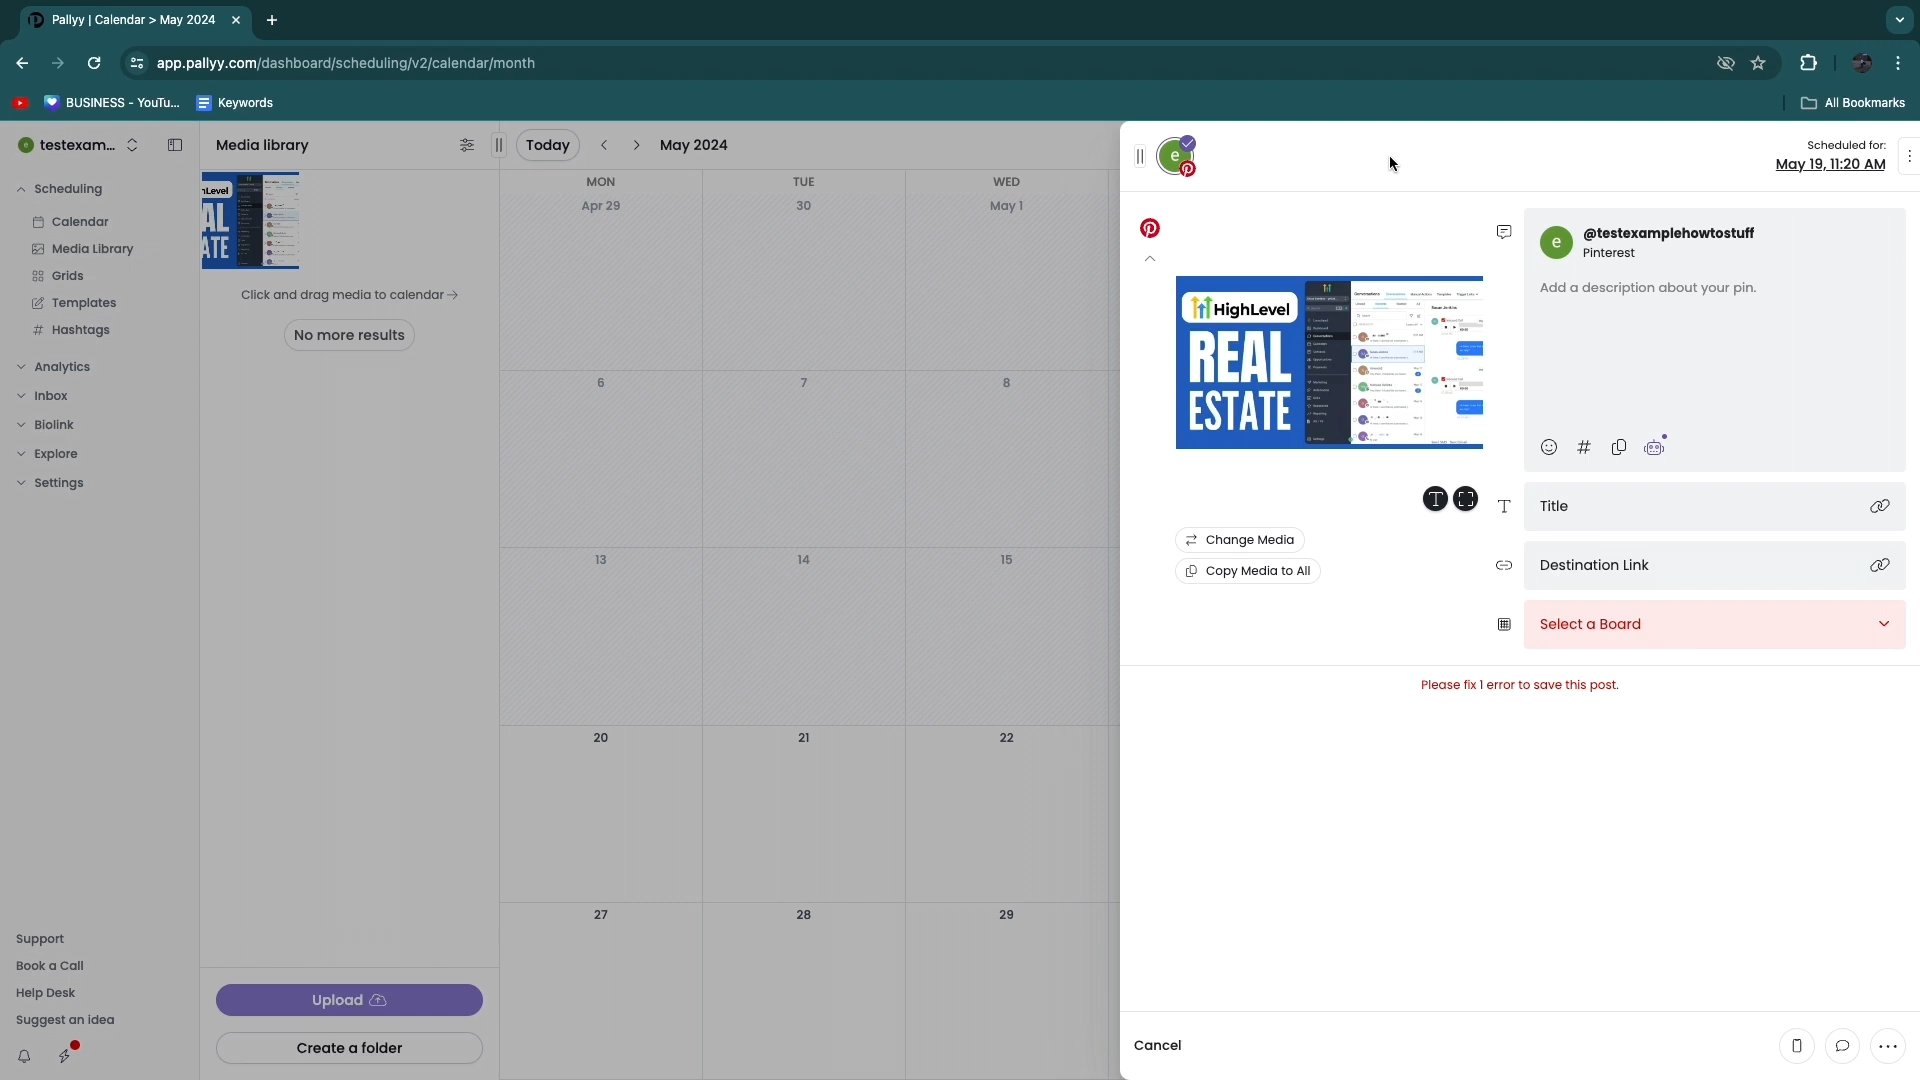 Pallyy | Calendar > May 2024
app.pallyy.com/dashboard/scheduling/v2/calendar/month
BUSINESS - YouTu...
Keywords
All Bookmarks
testexam...
Scheduling
Calendar
Media Library
Grids
Templates
Hashtags
Analytics
Inbox
Biolink
Explore
Settings
Support
Book a Call
Help Desk
Suggest an idea
Media library
Click and drag media to calendar
No more results
Upload
Create a folder
Today
May 2024
MON
TUE
WED
Apr 29
30
May 1
6
7
8
13
14
15
20
21
22
27
28
29
e
Scheduled for:
May 19, 11:20 AM
HighLevel
REAL
ESTATE
Change Media
Copy Media to All
e
@testexamplehowtostuff
Pinterest
Add a description about your pin.
Title
Destination Link
Select a Board
Please fix 1 error to save this post.
Cancel